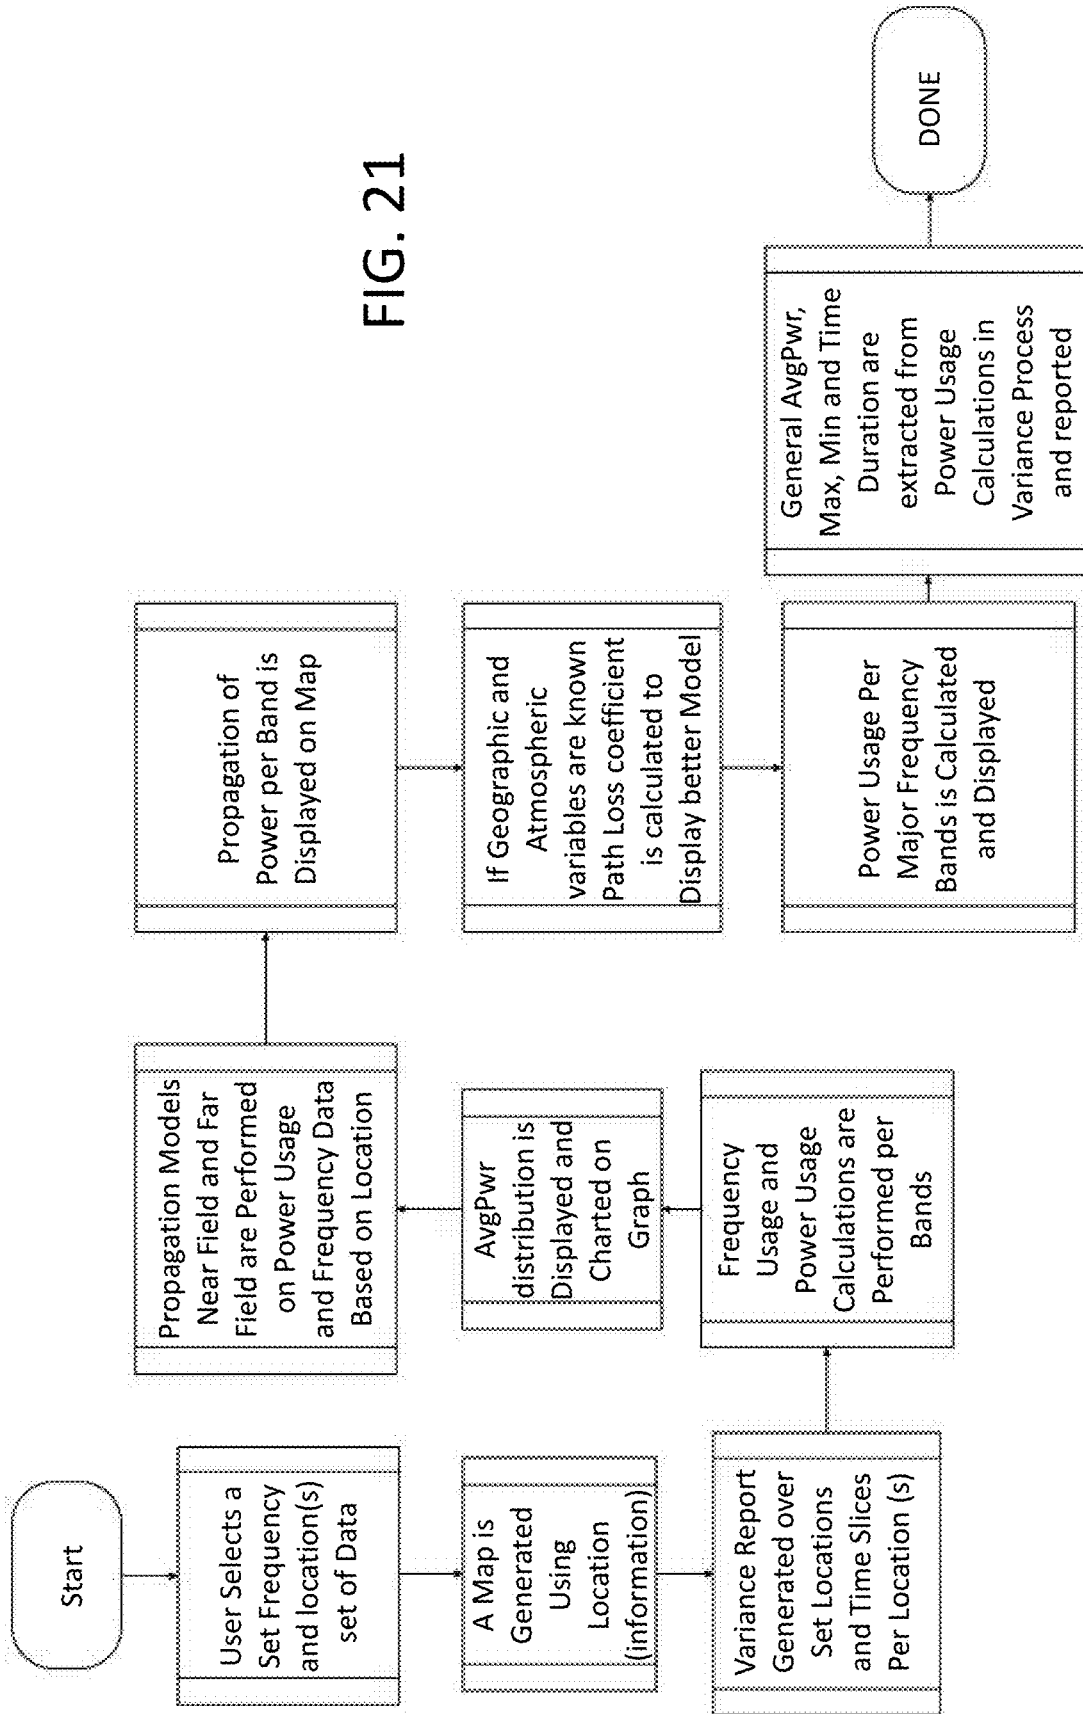 FIG. 21
Start
User Selects a
Set Frequency
and location(s)
set of Data
A Map is
Generated
Using
Location
(information)
Variance Report
Generated over
Set Locations
and Time Slices
Per Location (s)
Frequency
Usage and
Power Usage
Calculations are
Performed per
Bands
AvgPwr
distribution is
Displayed and
Charted on
Graph
Propagation Models
Near Field and Far
Field are Performed
on Power Usage
and Frequency Data
Based on Location
Propagation of
Power per Band is
Displayed on Map
If Geographic and
Atmospheric
variables are known
Path Loss coefficient
is calculated to
Display better Model
Power Usage Per
Major Frequency
Bands is Calculated
and Displayed
General AvgPwr,
Max, Min and Time
Duration are
extracted from
Power Usage
Calculations in
Variance Process
and reported
DONE